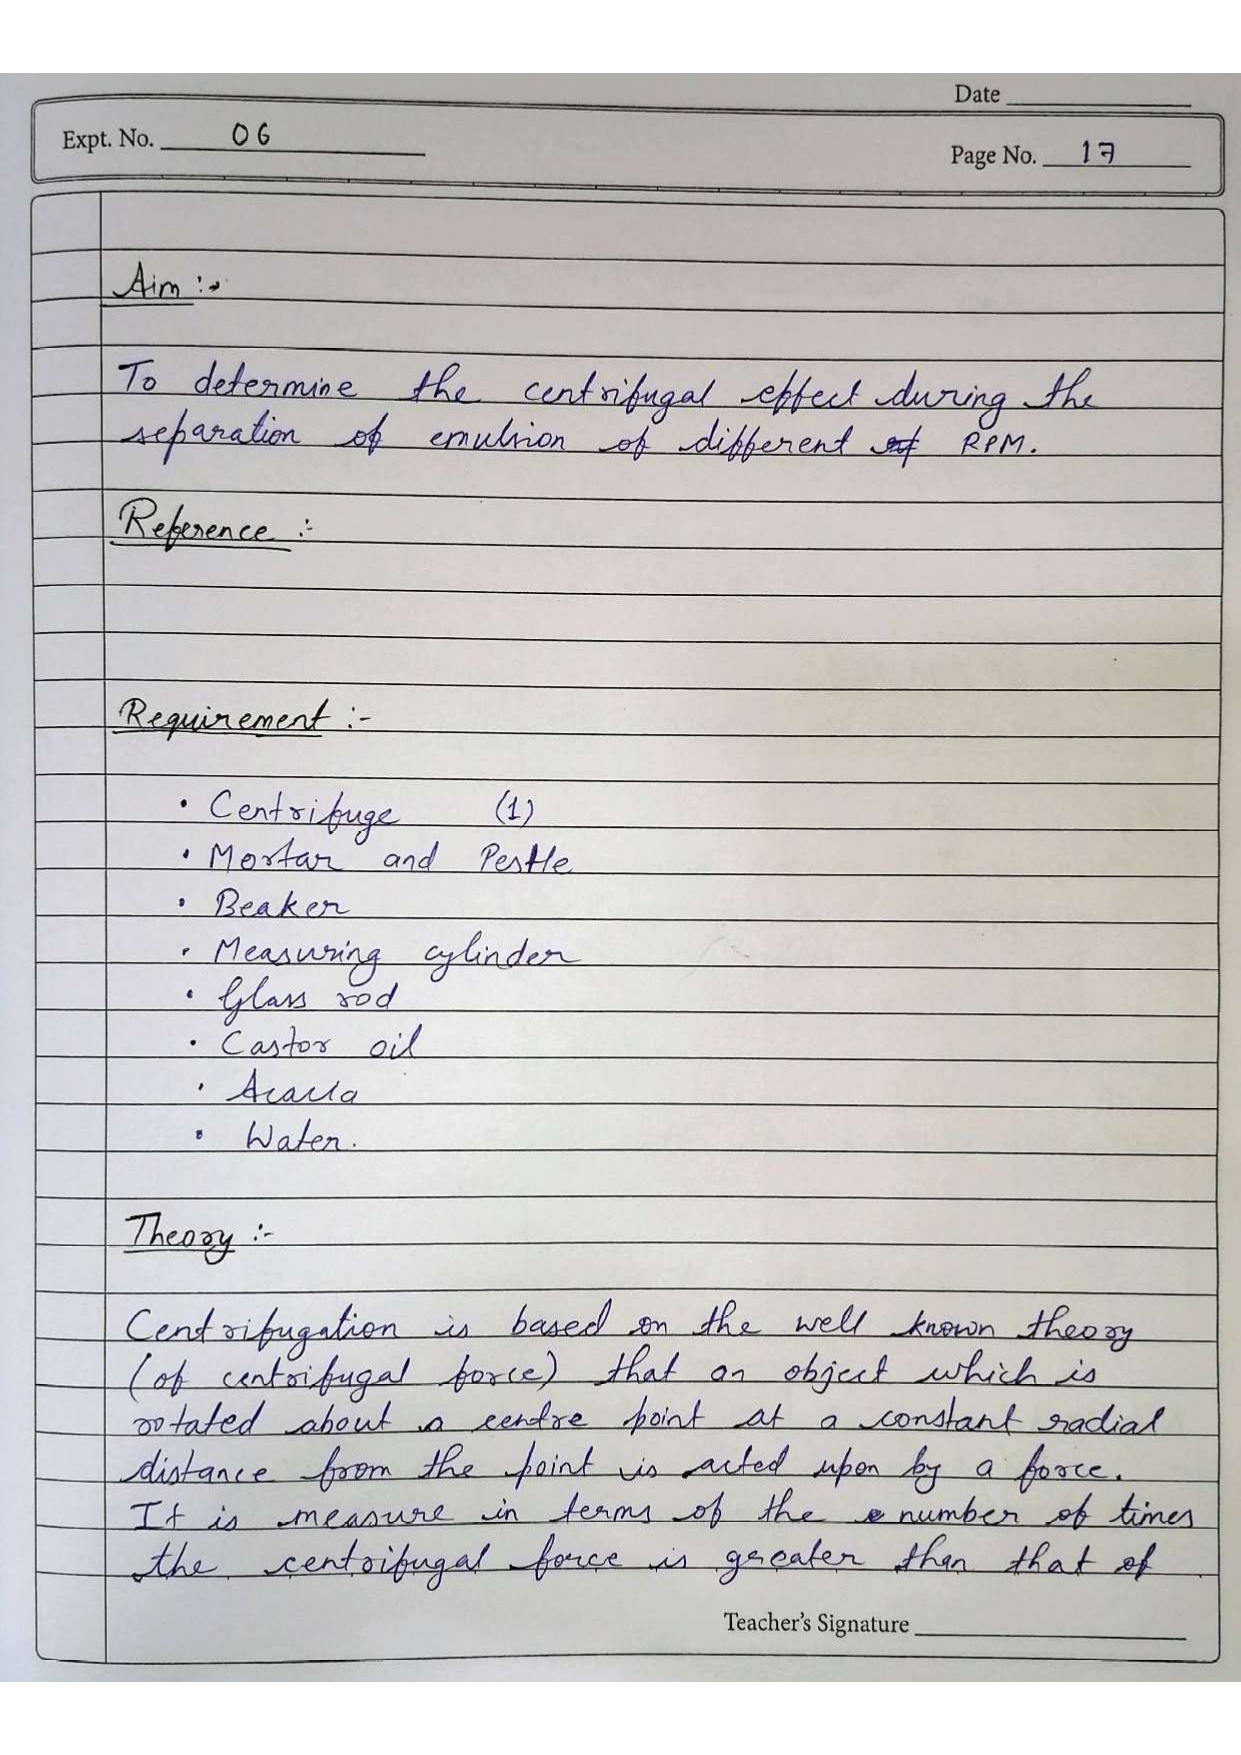 Date
Expt. No. 06
Page No. 17
Aim :-
To determine the centrifugal effect during the
separation of emulsion of different of RPM.
Reference :-
Requirement :-
• Centrifuge (1)
• Mortar and Pestle
• Beaker
• Measuring cylinder
• Glass rod
• Castor oil
• Acacia
• Water.
Theory :-
Centrifugation is based on the well known theory
(of centrifugal force) that an object which is
rotated about a centre point at a constant radial
distance from the point is acted upon by a force.
It is measure in terms of the number of times
the centrifugal force is greater than that of
Teacher's Signature